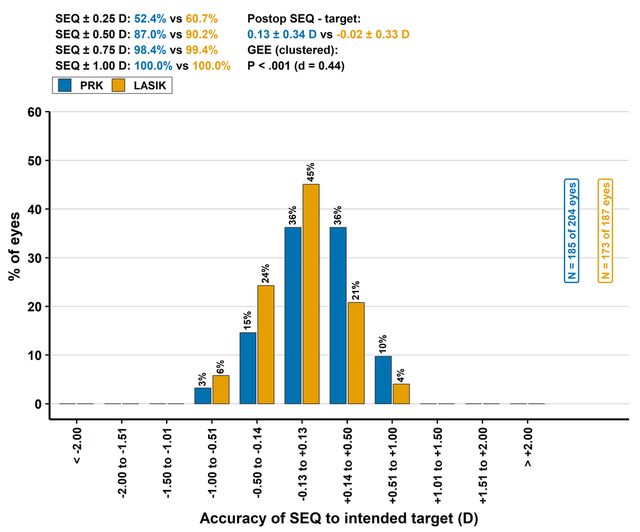 SEQ ± 0.25 D: 52.4% vs 60.7%
SEQ ± 0.50 D: 87.0% vs 90.2%
SEQ ± 0.75 D: 98.4% vs 99.4%
SEQ ± 1.00 D: 100.0% vs 100.0%
Postop SEQ - target:
0.13 ± 0.34 D vs -0.02 ± 0.33 D
GEE (clustered):
P < .001 (d = 0.44)
PRK LASIK
% of eyes
60
50
40
30
20
10
0
3%
6%
15%
24%
36%
45%
36%
21%
10%
4%
N = 185 of 204 eyes
N = 173 of 187 eyes
< -2.00
-2.00 to -1.51
-1.50 to -1.01
-1.00 to -0.51
-0.50 to -0.14
-0.13 to +0.13
+0.14 to +0.50
+0.51 to +1.00
+1.01 to +1.50
+1.51 to +2.00
> +2.00
Accuracy of SEQ to intended target (D)